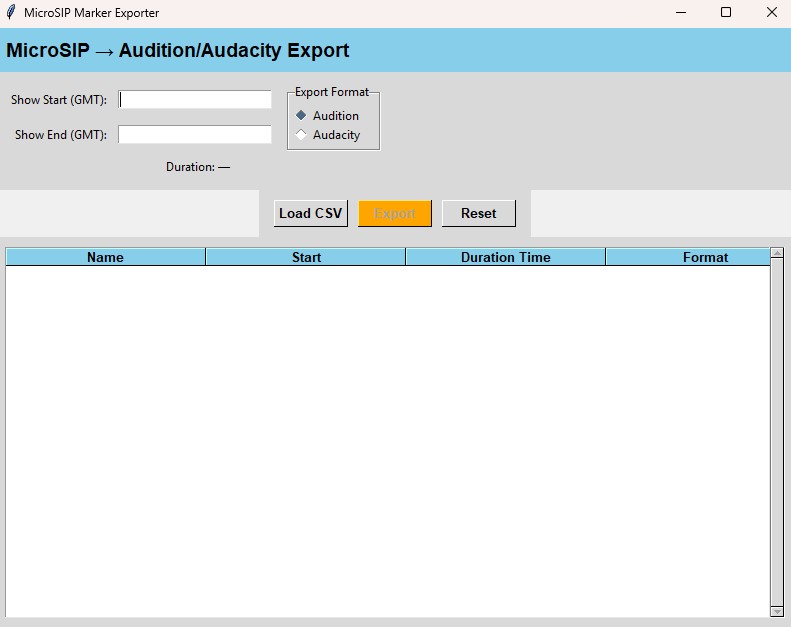 MicroSIP Marker Exporter
MicroSIP → Audition/Audacity Export
Show Start (GMT):
Show End (GMT):
Duration: —
Export Format
Audition
Audacity
Load CSV Export Reset
Name Start Duration Time Format